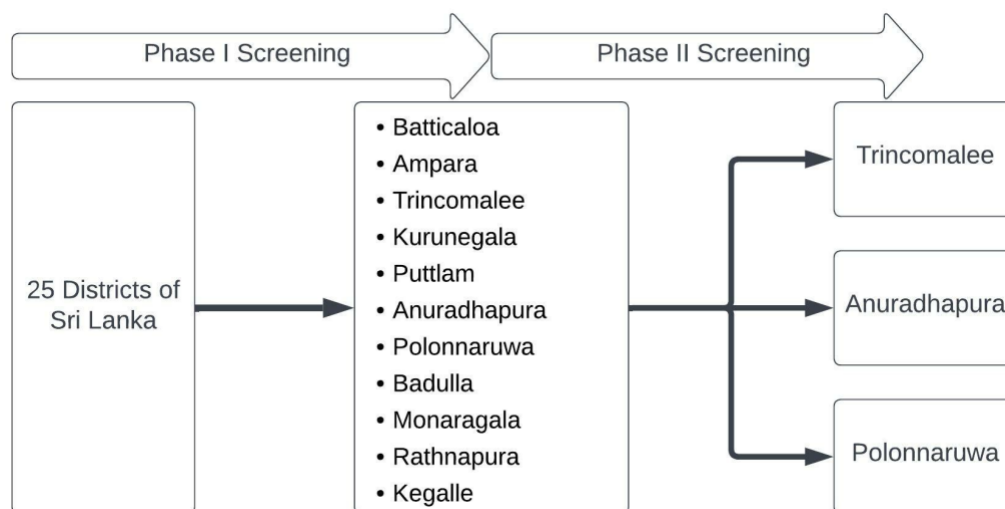 Phase I Screening
Phase II Screening
25 Districts of
Sri Lanka
• Batticaloa
• Ampara
• Trincomalee
• Kurunegala
• Puttlam
• Anuradhapura
• Polonnaruwa
• Badulla
• Monaragala
• Rathnapura
• Kegalle
Trincomalee
Anuradhapura
Polonnaruwa